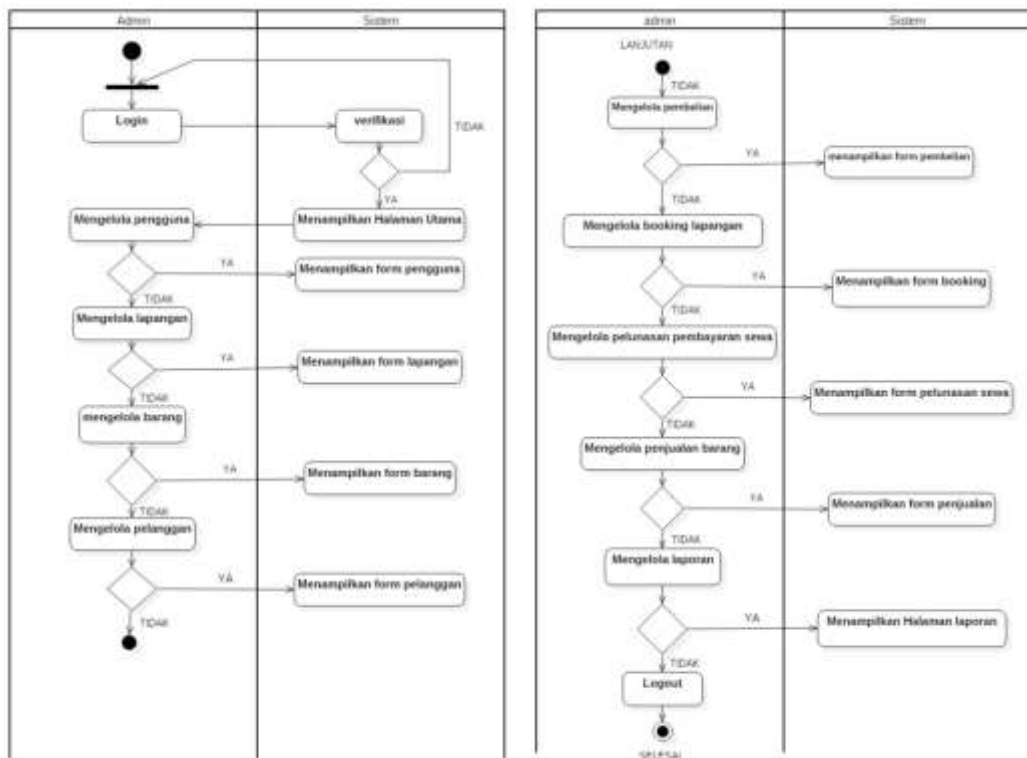 Admin
Sistem
Login
verifikasi
TIDAK
YA
Mengelola pengguna
Menampilkan Halaman Utama
YA
Menampilkan form pengguna
TIDAK
Mengelola lapangan
YA
Menampilkan form lapangan
TIDAK
mengelola barang
YA
Menampilkan form barang
TIDAK
Mengelola pelanggan
YA
Menampilkan form pelanggan
TIDAK
admin
Sistem
LANJUTAN
TIDAK
Mengelola pembelian
YA
menampilkan form pembelian
TIDAK
Mengelola booking lapangan
YA
Menampilkan form booking
TIDAK
Mengelola pelunasan pembayaran sewa
YA
Menampilkan form pelunasan sewa
TIDAK
Mengelola penjualan barang
YA
Menampilkan form penjualan
TIDAK
Mengelola laporan
YA
Menampilkan Halaman laporan
TIDAK
Logout
SELESAI